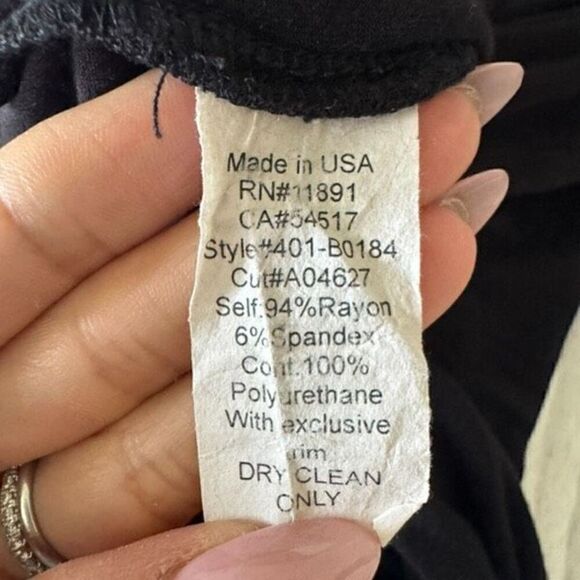 Made in USA
RN#11891
CA#54517
Style#401-B0184
Cut#A04627
Self:94%Rayon
6%Spandex
Cont.100%
Polyurethane
With exclusive
trim
DRY CLEAN
ONLY